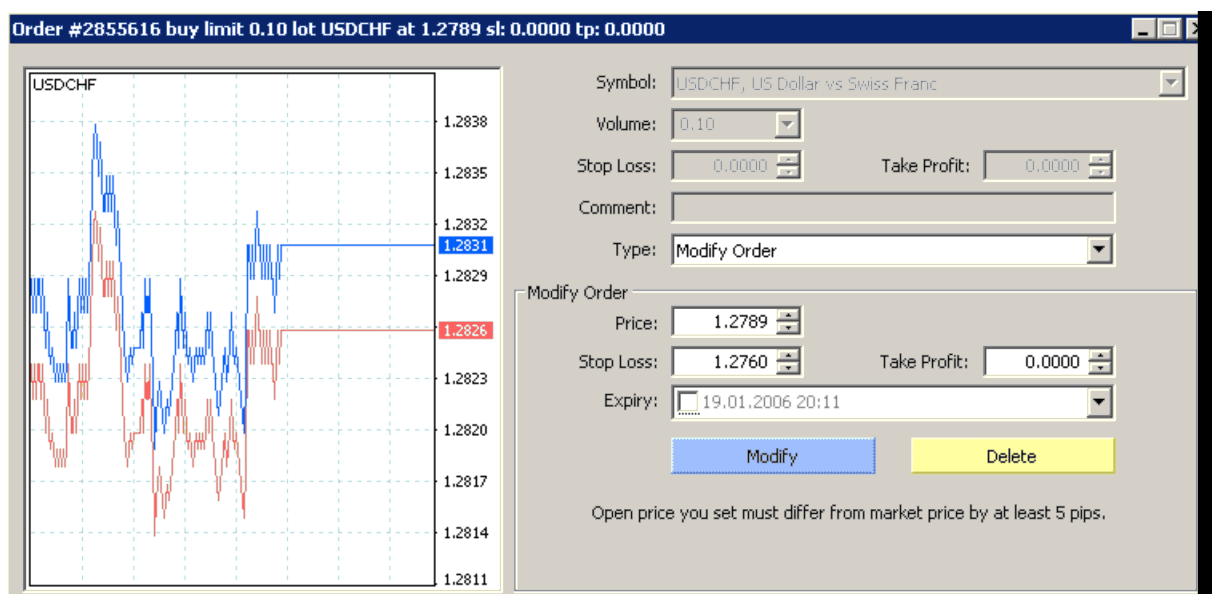 Order #2855616 buy limit 0.10 lot USDCHF at 1.2789 sl: 0.0000 tp: 0.0000
USDCHF
1.2838
1.2835
1.2832
1.2831
1.2829
1.2826
1.2823
1.2820
1.2817
1.2814
1.2811
Symbol: USDCHF, US Dollar vs Swiss Franc
Volume: 0.10
Stop Loss: 0.0000 Take Profit: 0.0000
Comment:
Type: Modify Order
Modify Order
Price: 1.2789
Stop Loss: 1.2760 Take Profit: 0.0000
Expiry: 19.01.2006 20:11
Modify Delete
Open price you set must differ from market price by at least 5 pips.